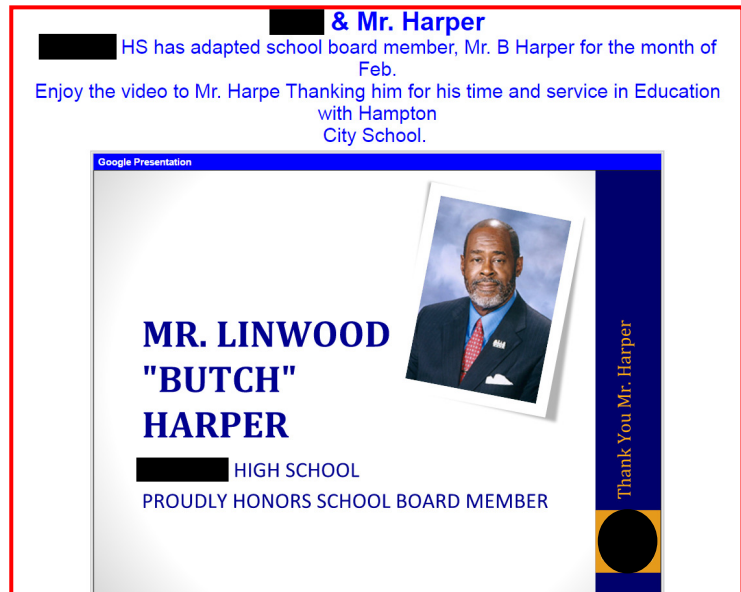 & Mr. Harper
HS has adapted school board member, Mr. B Harper for the month of
Feb.
Enjoy the video to Mr. Harpe Thanking him for his time and service in Education
with Hampton
City School.
Google Presentation
MR. LINWOOD
"BUTCH"
HARPER
HIGH SCHOOL
PROUDLY HONORS SCHOOL BOARD MEMBER
Thank You Mr. Harper